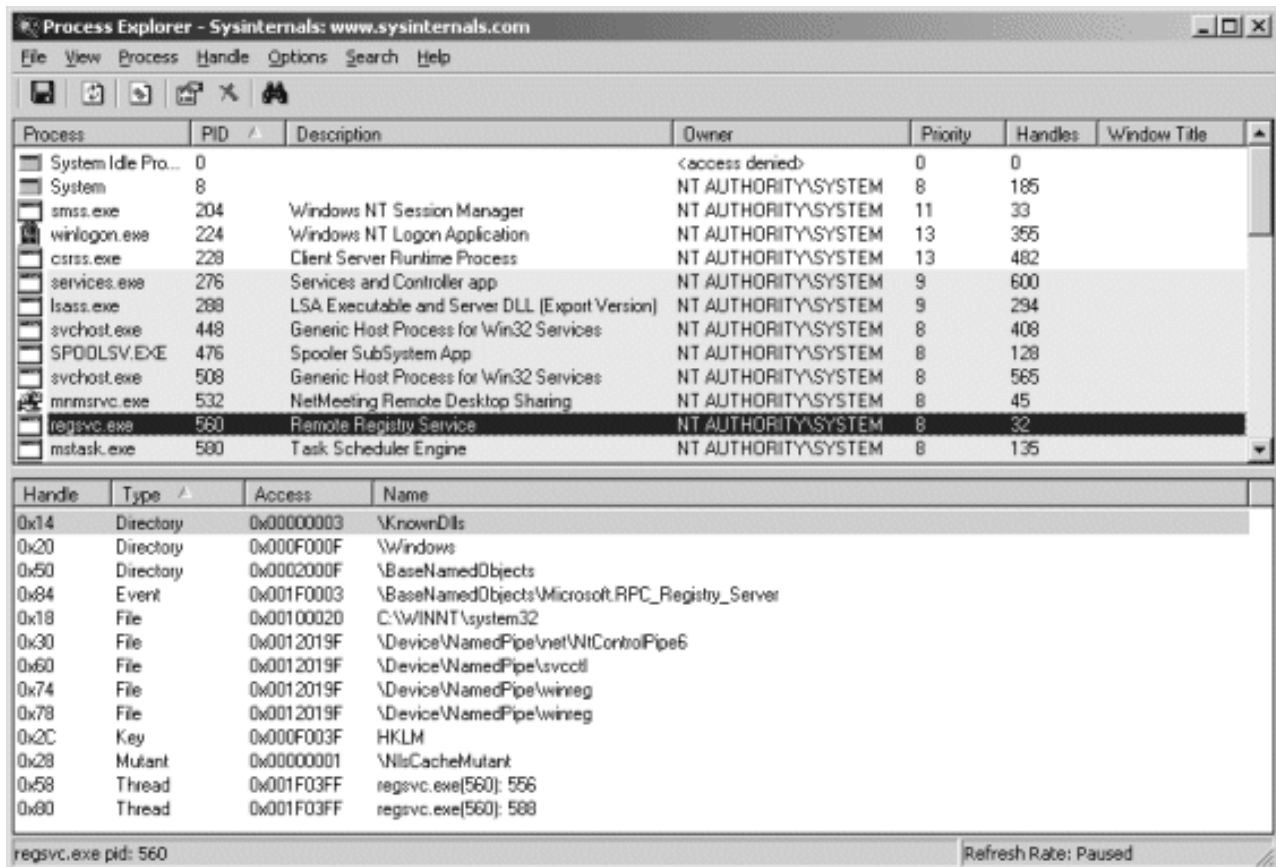 Process Explorer - Sysinternals: www.sysinternals.com
File View Process Handle Options Search Help
Process PID Description Owner Priority Handles Window Title
System Idle Pro... 0 <access denied> 0 0
System 8 NT AUTHORITY\SYSTEM 8 185
smss.exe 204 Windows NT Session Manager NT AUTHORITY\SYSTEM 11 33
winlogon.exe 224 Windows NT Logon Application NT AUTHORITY\SYSTEM 13 355
csrss.exe 228 Client Server Runtime Process NT AUTHORITY\SYSTEM 13 482
services.exe 276 Services and Controller app NT AUTHORITY\SYSTEM 9 600
lsass.exe 288 LSA Executable and Server DLL (Export Version) NT AUTHORITY\SYSTEM 9 294
svchost.exe 448 Generic Host Process for Win32 Services NT AUTHORITY\SYSTEM 8 408
SPOOLSV.EXE 476 Spooler SubSystem App NT AUTHORITY\SYSTEM 8 128
svchost.exe 508 Generic Host Process for Win32 Services NT AUTHORITY\SYSTEM 8 565
mnmsrvc.exe 532 NetMeeting Remote Desktop Sharing NT AUTHORITY\SYSTEM 8 45
regsvc.exe 560 Remote Registry Service NT AUTHORITY\SYSTEM 8 32
mstask.exe 580 Task Scheduler Engine NT AUTHORITY\SYSTEM 8 135
Handle Type Access Name
0x14 Directory 0x00000003 \KnownDlls
0x20 Directory 0x000F000F \Windows
0x50 Directory 0x0002000F \BaseNamedObjects
0x84 Event 0x001F0003 \BaseNamedObjects\Microsoft.RPC_Registry_Server
0x18 File 0x00100020 C:\WINNT\system32
0x30 File 0x0012019F \Device\NamedPipe\net\NtControlPipe6
0x60 File 0x0012019F \Device\NamedPipe\svcctl
0x74 File 0x0012019F \Device\NamedPipe\winreg
0x78 File 0x0012019F \Device\NamedPipe\winreg
0x2C Key 0x000F003F HKLM
0x28 Mutant 0x00000001 \NlsCacheMutant
0x58 Thread 0x001F03FF regsvc.exe(560): 556
0x80 Thread 0x001F03FF regsvc.exe(560): 588
regsvc.exe pid: 560 Refresh Rate: Paused